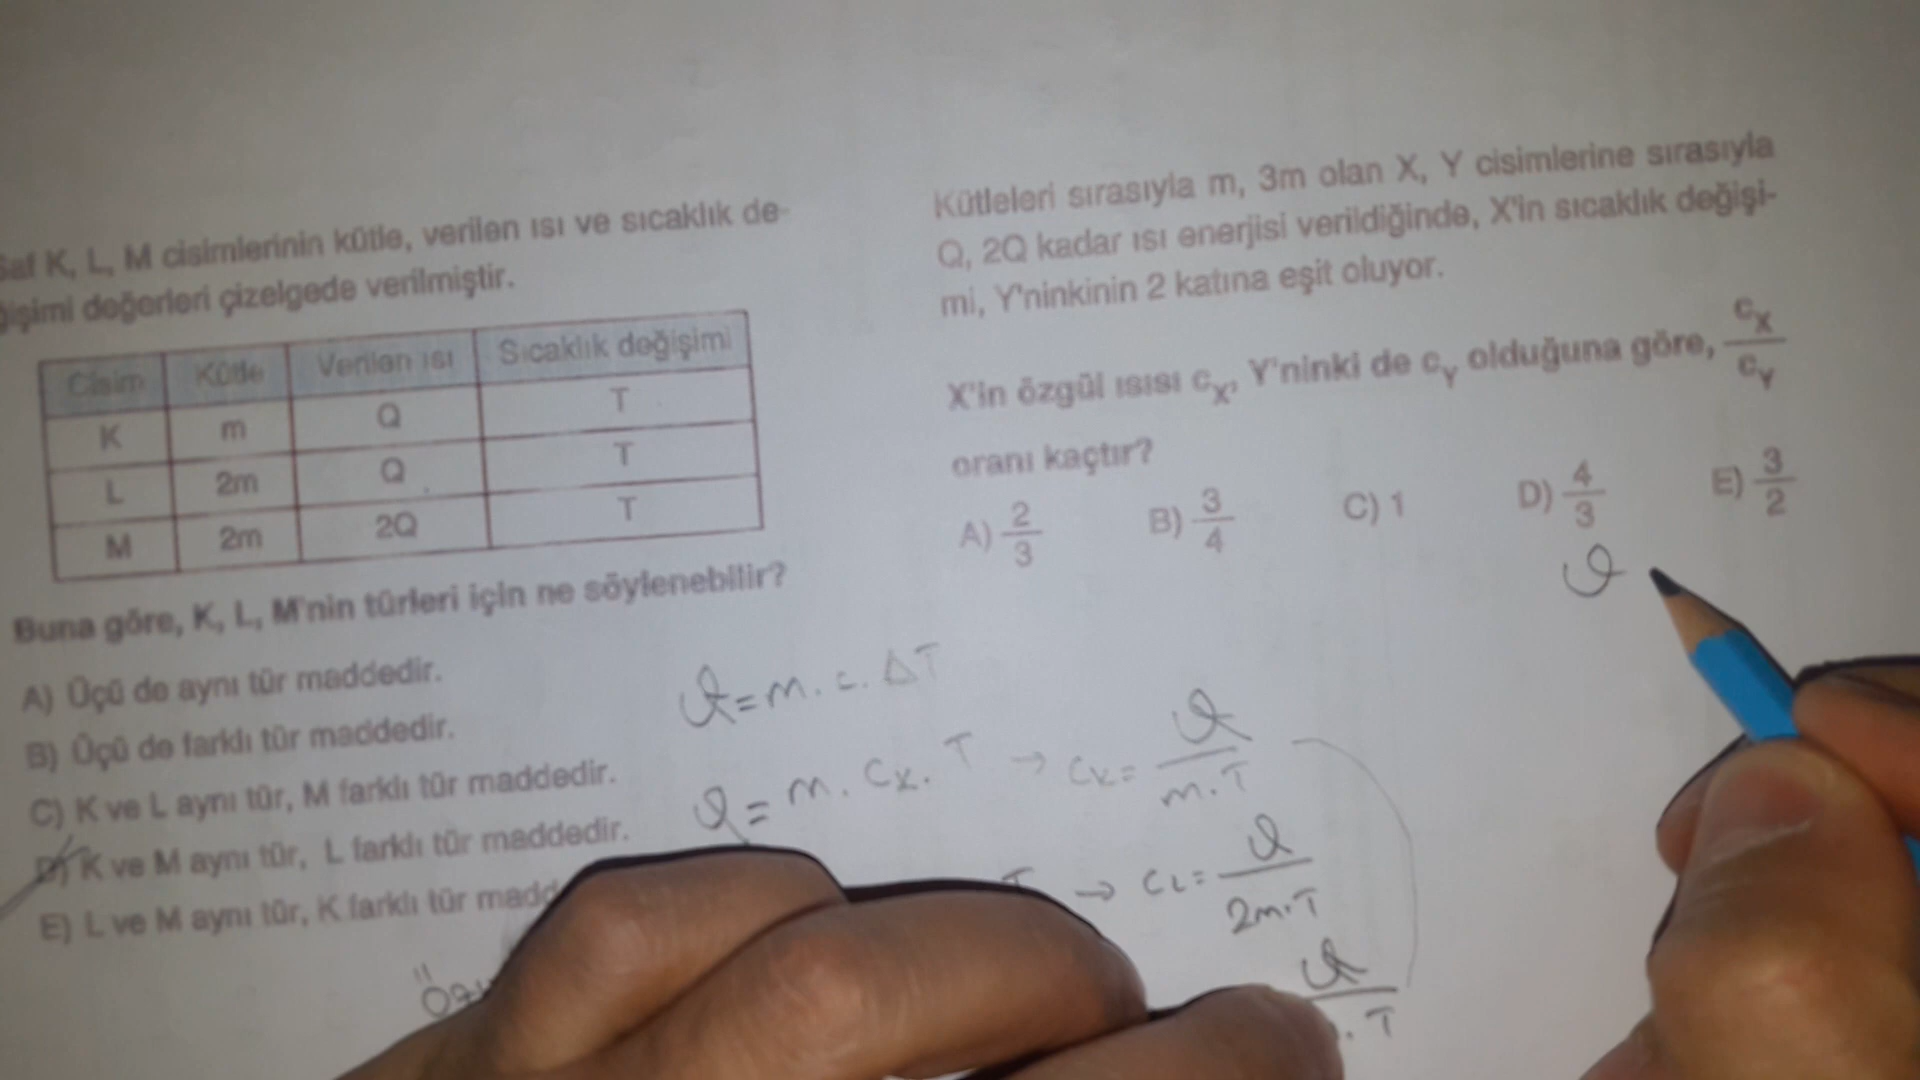 Saf K, L, M cisimlerinin kütle, verilen ısı ve sıcaklık de-
ğişimi değerleri çizelgede verilmiştir.
Cisim Kütle Verilen ısı Sıcaklık değişimi
K m Q T
L 2m Q T
M 2m 2Q T
Buna göre, K, L, M'nin türleri için ne söylenebilir?
A) Üçü de aynı tür maddedir.
B) Üçü de farklı tür maddedir.
C) K ve L aynı tür, M farklı tür maddedir.
D) K ve M aynı tür, L farklı tür maddedir.
E) L ve M aynı tür, K farklı tür madd
Q = m . c . ΔT
Q = m . cK . T → cK = Q / m.T
T → cL = Q / 2m.T
Q / . T
Kütleleri sırasıyla m, 3m olan X, Y cisimlerine sırasıyla
Q, 2Q kadar ısı enerjisi verildiğinde, X'in sıcaklık değişi-
mi, Y'ninkinin 2 katına eşit oluyor.
X'in özgül ısısı cX, Y'ninki de cY olduğuna göre, cX / cY
oranı kaçtır?
A) 2/3 B) 3/4 C) 1 D) 4/3 E) 3/2
Q